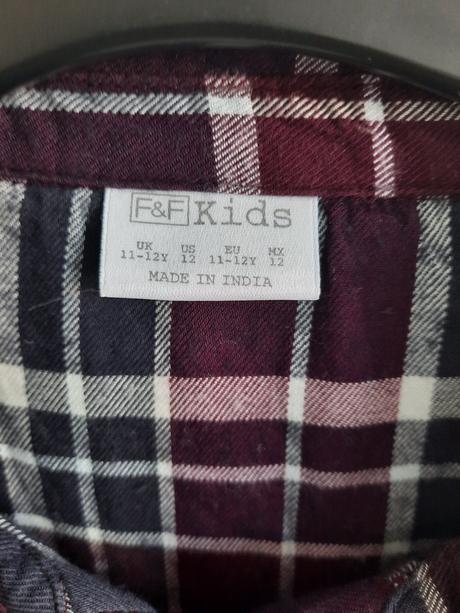 F&F Kids
UK US EU MX
11-12Y 12 11-12Y 12
MADE IN INDIA